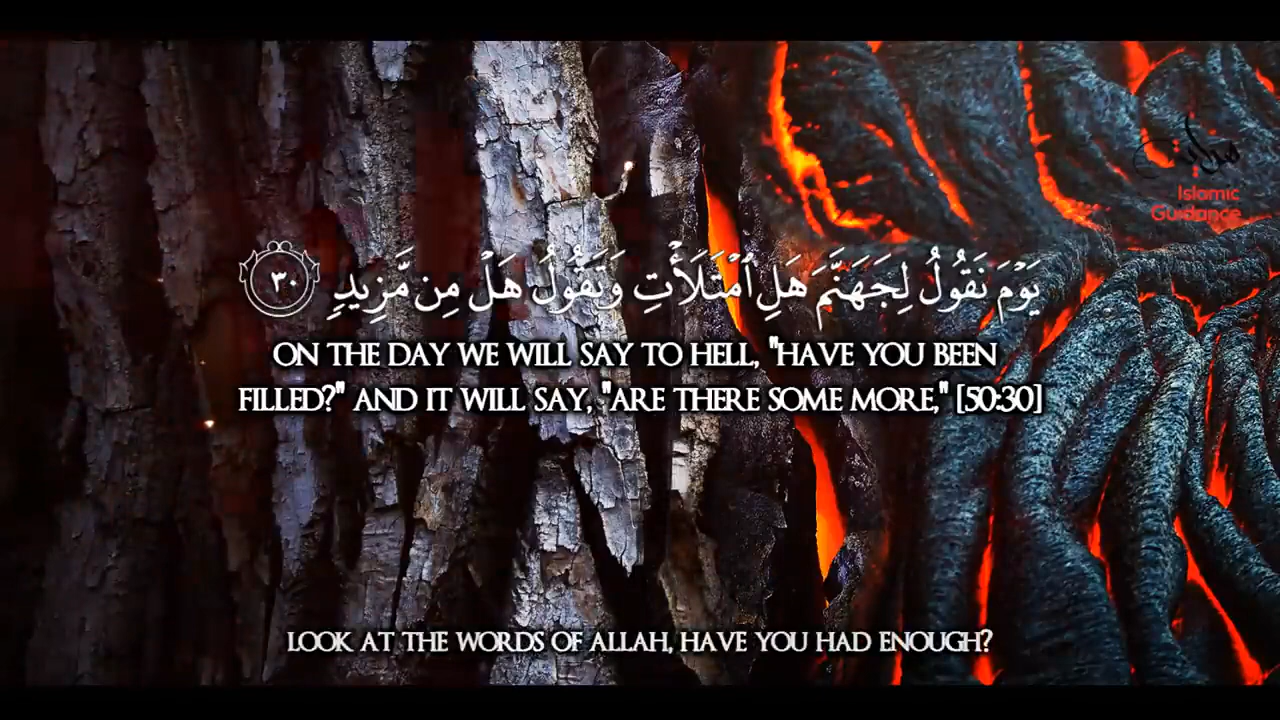 يَوْمَ نَقُولُ لِجَهَنَّمَ هَلِ ٱمْتَلَأْتِ وَتَقُولُ هَلْ مِن مَّزِيدٍ ٣٠
ON THE DAY WE WILL SAY TO HELL, "HAVE YOU BEEN
FILLED?" AND IT WILL SAY, "ARE THERE SOME MORE," [50:30]
LOOK AT THE WORDS OF ALLAH, HAVE YOU HAD ENOUGH?
Islamic
Guidance